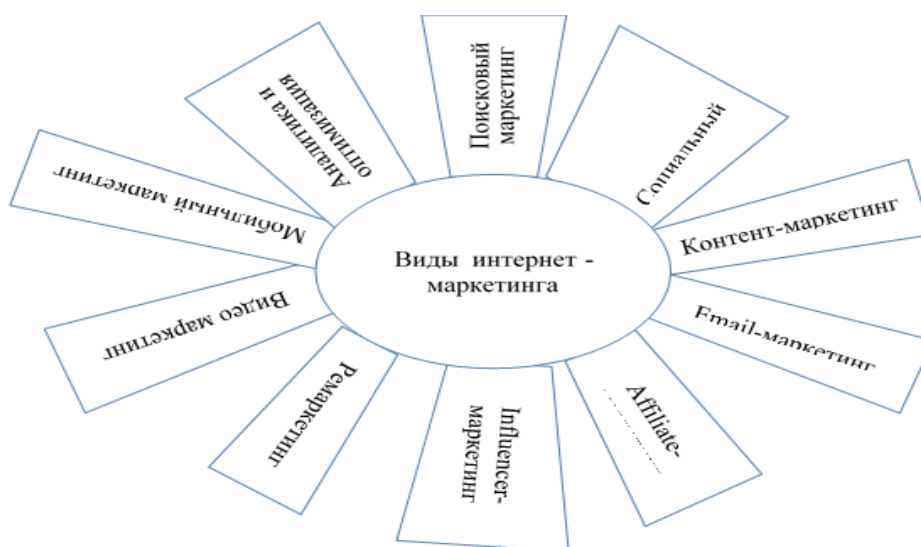 Виды интернет -
маркетинга
Поисковый
маркетинг
Социальный
Контент-маркетинг
Email-маркетинг
Affiliate-
Influencer-
маркетинг
Ремаркетинг
Видео маркетинг
Мобильный маркетинг
Аналитика и
оптимизация